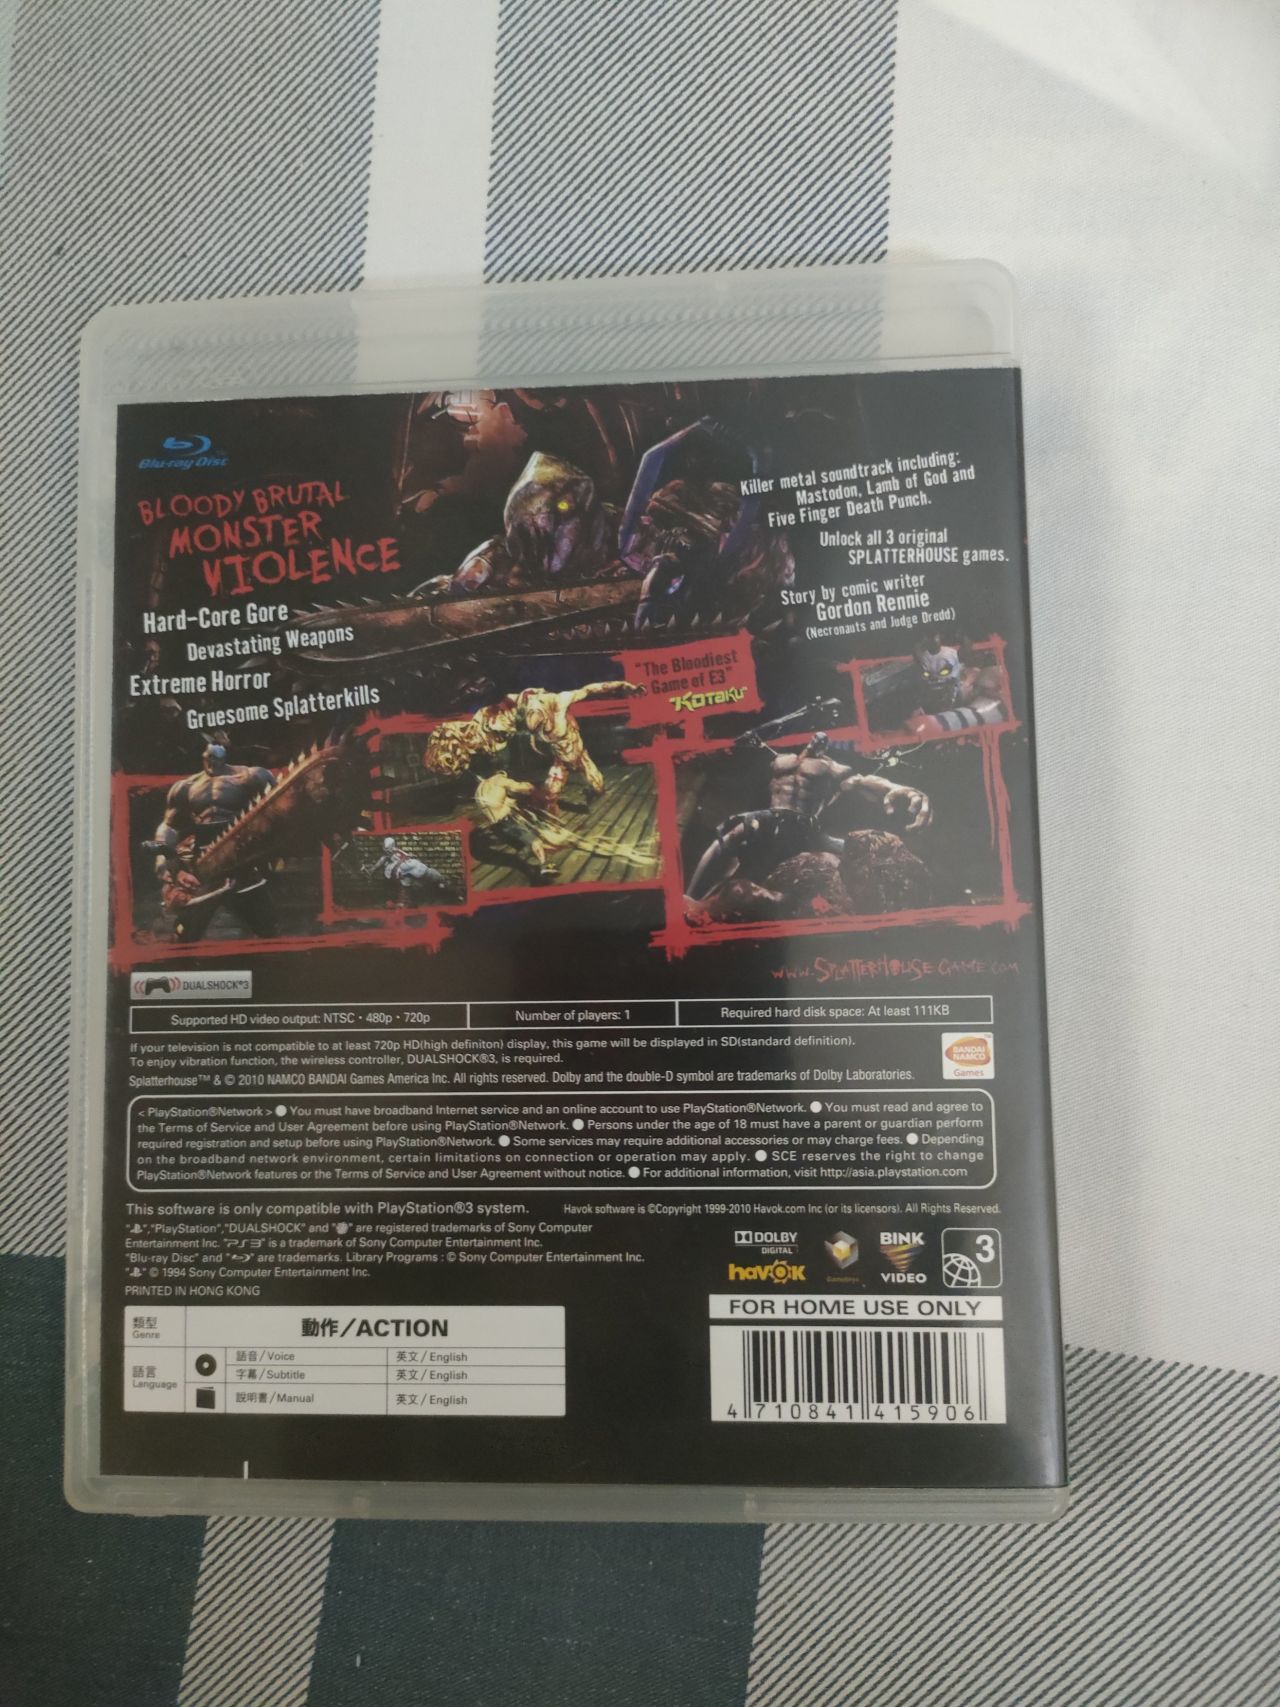 Blu-ray Disc
BLOODY BRUTAL
MONSTER
VIOLENCE
Hard-Core Gore
Devastating Weapons
Extreme Horror
Gruesome Splatterkills
Killer metal soundtrack including:
Mastodon, Lamb of God and
Five Finger Death Punch.
Unlock all 3 original
SPLATTERHOUSE games.
Story by comic writer
Gordon Rennie
(Necronauts and Judge Dredd)
"The Bloodiest
Game of E3"
"KOTAKU"
www.SPLATTERHOUSEGAME.com
DUALSHOCK®3
Supported HD video output: NTSC・480p・720p
Number of players: 1
Required hard disk space: At least 111KB
If your television is not compatible to at least 720p HD(high definiton) display, this game will be displayed in SD(standard definition).
To enjoy vibration function, the wireless controller, DUALSHOCK®3, is required.
Splatterhouse™ & © 2010 NAMCO BANDAI Games America Inc. All rights reserved. Dolby and the double-D symbol are trademarks of Dolby Laboratories.
BANDAI
NAMCO
Games
< PlayStation®Network > ● You must have broadband Internet service and an online account to use PlayStation®Network. ● You must read and agree to
the Terms of Service and User Agreement before using PlayStation®Network. ● Persons under the age of 18 must have a parent or guardian perform
required registration and setup before using PlayStation®Network. ● Some services may require additional accessories or may charge fees. ● Depending
on the broadband network environment, certain limitations on connection or operation may apply. ● SCE reserves the right to change
PlayStation®Network features or the Terms of Service and User Agreement without notice. ● For additional information, visit http://asia.playstation.com
This software is only compatible with PlayStation®3 system.
Havok software is ©Copyright 1999-2010 Havok.com Inc (or its licensors). All Rights Reserved.
" ","PlayStation","DUALSHOCK" and " " are registered trademarks of Sony Computer
Entertainment Inc. "PS3" is a trademark of Sony Computer Entertainment Inc.
"Blu-ray Disc" and " " are trademarks. Library Programs : © Sony Computer Entertainment Inc.
" " © 1994 Sony Computer Entertainment Inc.
PRINTED IN HONG KONG
DOLBY
DIGITAL
havok
Gamebryo
BINK
VIDEO
3
類型
Genre
動作/ACTION
語言
Language
語音/Voice
英文/English
字幕/Subtitle
英文/English
說明書/Manual
英文/English
FOR HOME USE ONLY
4 710841 415906